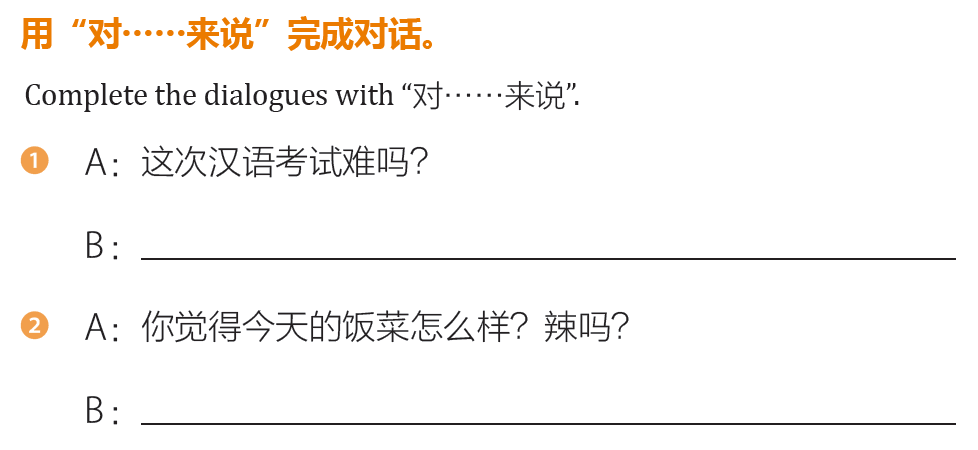 用“对……来说”完成对话。
Complete the dialogues with “对……来说”.
1 A：这次汉语考试难吗？
B：
2 A：你觉得今天的饭菜怎么样？辣吗？
B：